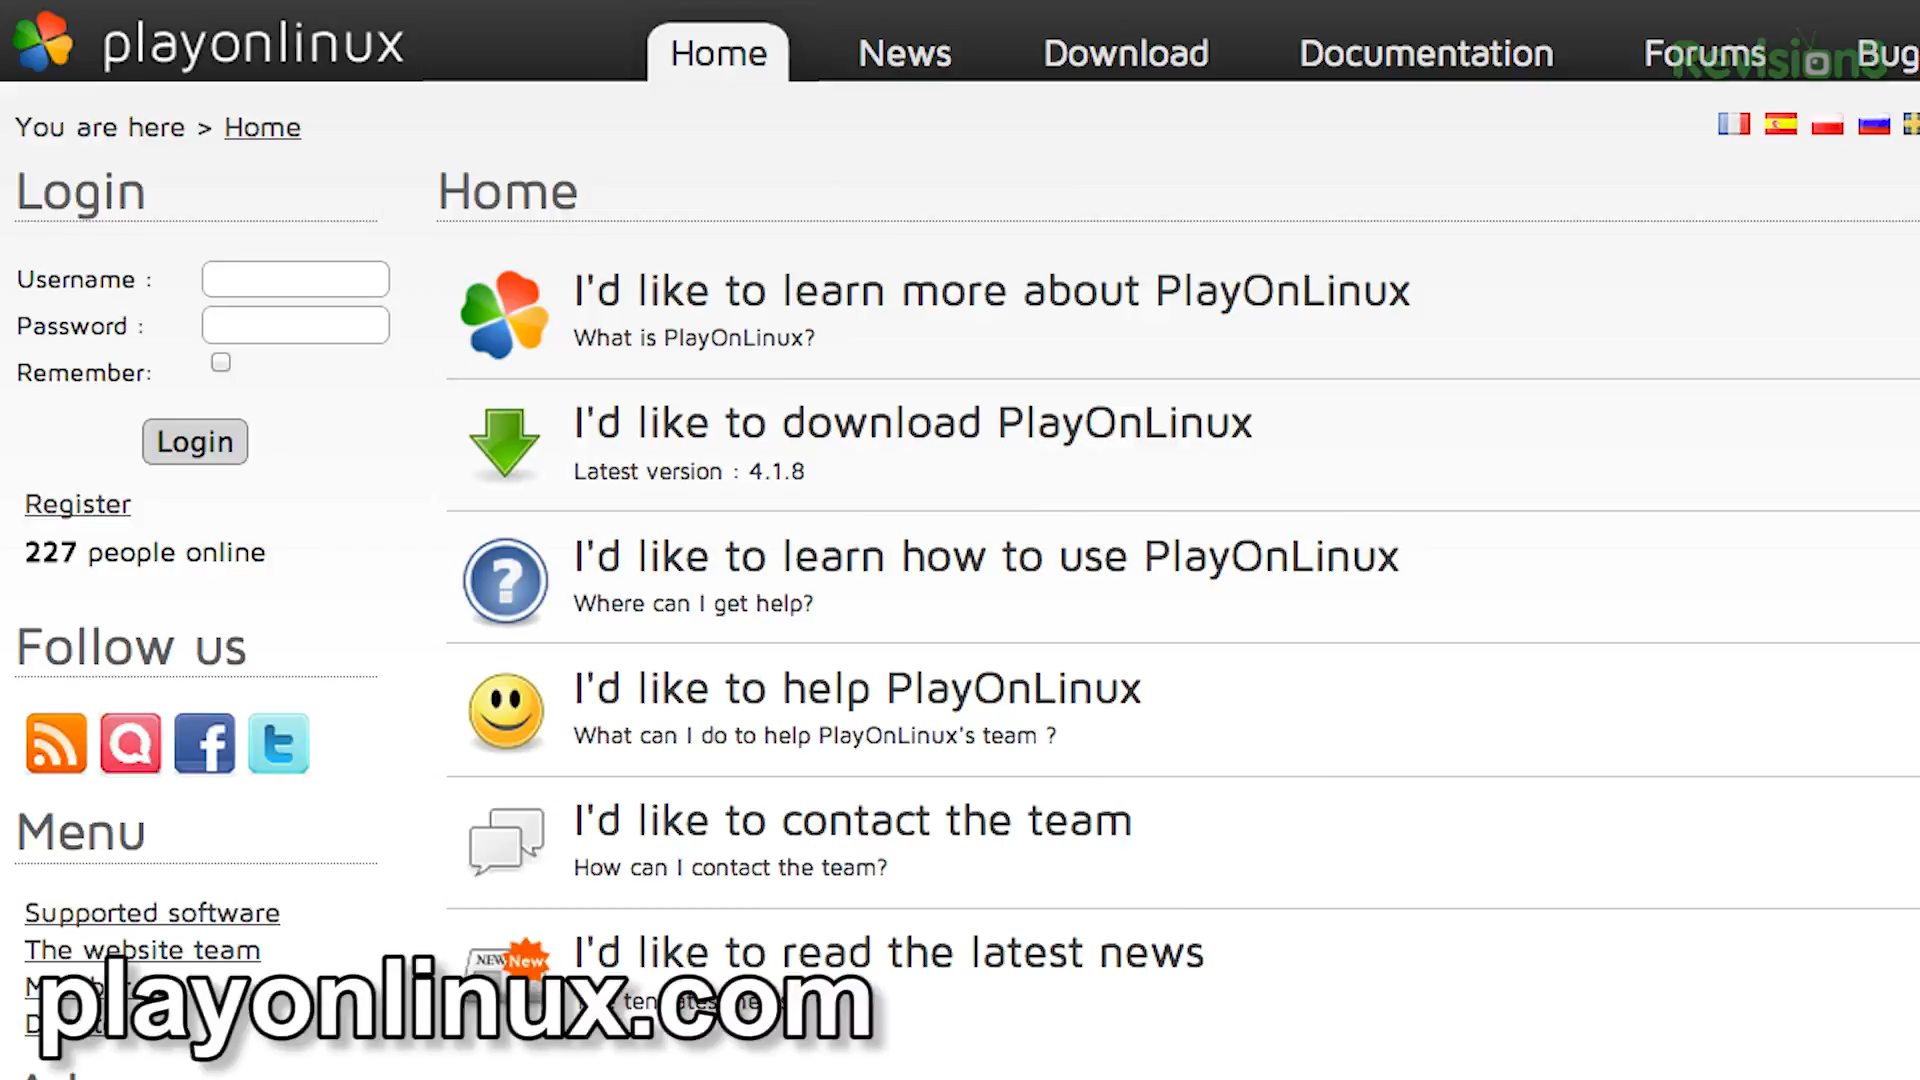 playonlinux
Home
News
Download
Documentation
Forums
Bug
Revision3
You are here > Home
Login
Username :
Password :
Remember:
Login
Register
227 people online
Follow us
Menu
Supported software
The website team
Home
I'd like to learn more about PlayOnLinux
What is PlayOnLinux?
I'd like to download PlayOnLinux
Latest version : 4.1.8
I'd like to learn how to use PlayOnLinux
Where can I get help?
I'd like to help PlayOnLinux
What can I do to help PlayOnLinux's team ?
I'd like to contact the team
How can I contact the team?
NEW
New
I'd like to read the latest news
playonlinux.com